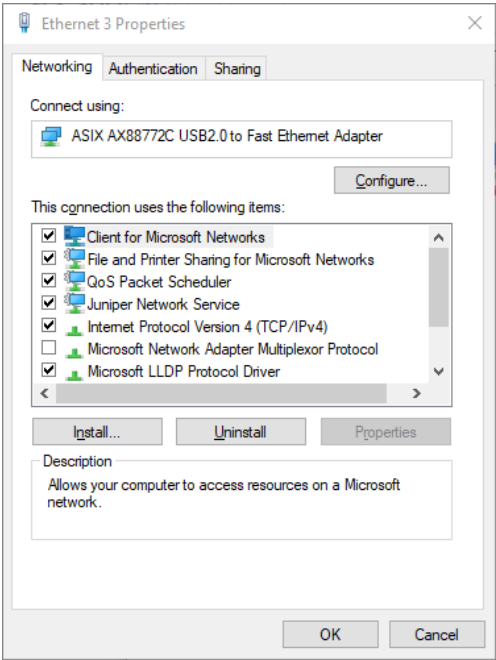 Ethernet 3 Properties
Networking Authentication Sharing
Connect using:
ASIX AX88772C USB2.0 to Fast Ethernet Adapter
Configure...
This connection uses the following items:
Client for Microsoft Networks
File and Printer Sharing for Microsoft Networks
QoS Packet Scheduler
Juniper Network Service
Internet Protocol Version 4 (TCP/IPv4)
Microsoft Network Adapter Multiplexor Protocol
Microsoft LLDP Protocol Driver
Install... Uninstall Properties
Description
Allows your computer to access resources on a Microsoft
network.
OK Cancel